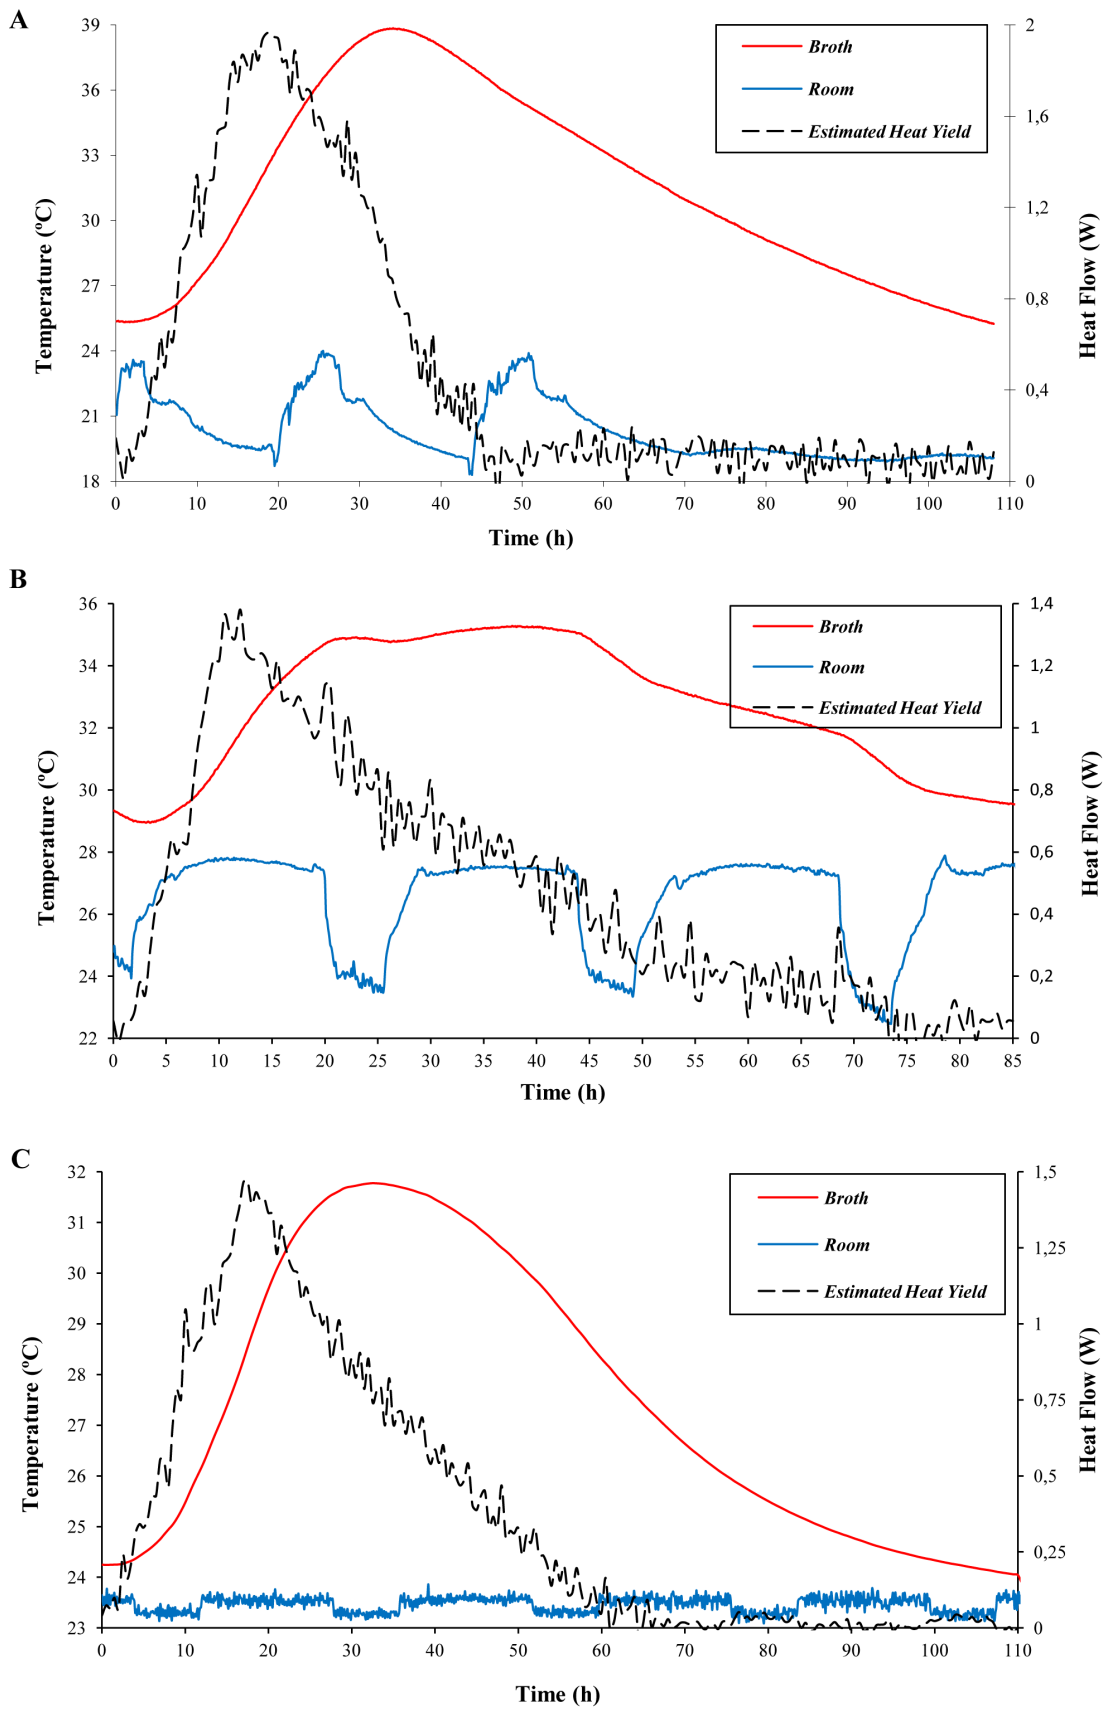 A
39
36
33
30
27
24
21
18
2
1,6
1,2
0,8
0,4
0
Broth
Room
Estimated Heat Yield
Temperature (ºC)
Heat Flow (W)
0 10 20 30 40 50 60 70 80 90 100 110
Time (h)
B
36
34
32
30
28
26
24
22
1,4
1,2
1
0,8
0,6
0,4
0,2
0
Broth
Room
Estimated Heat Yield
Temperature (ºC)
Heat Flow (W)
0 5 10 15 20 25 30 35 40 45 50 55 60 65 70 75 80 85
Time (h)
C
32
31
30
29
28
27
26
25
24
23
1,5
1,25
1
0,75
0,5
0,25
0
Broth
Room
Estimated Heat Yield
Temperature (ºC)
Heat Flow (W)
0 10 20 30 40 50 60 70 80 90 100 110
Time (h)